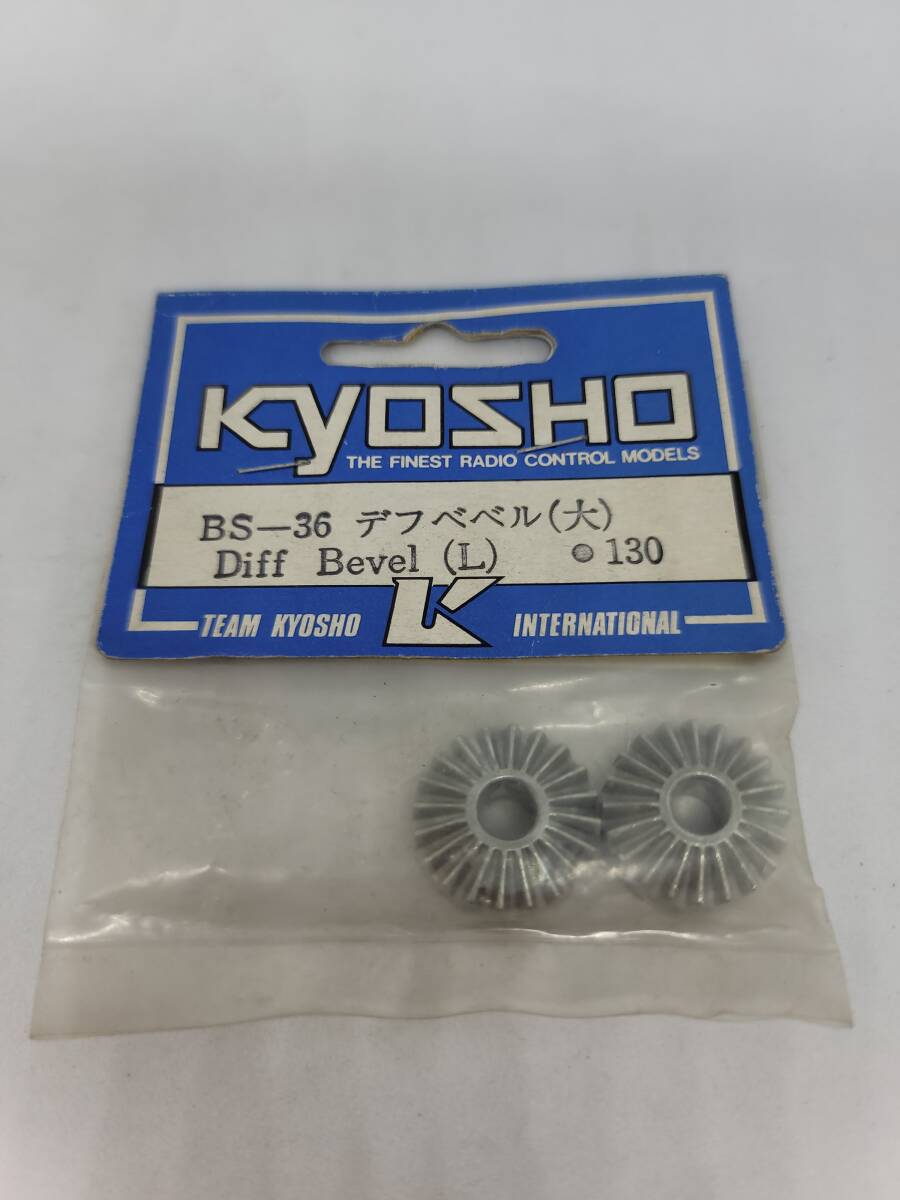 KYOSHO
THE FINEST RADIO CONTROL MODELS
BS-36 デフベベル(大)
Diff Bevel (L) ●130
TEAM KYOSHO K INTERNATIONAL